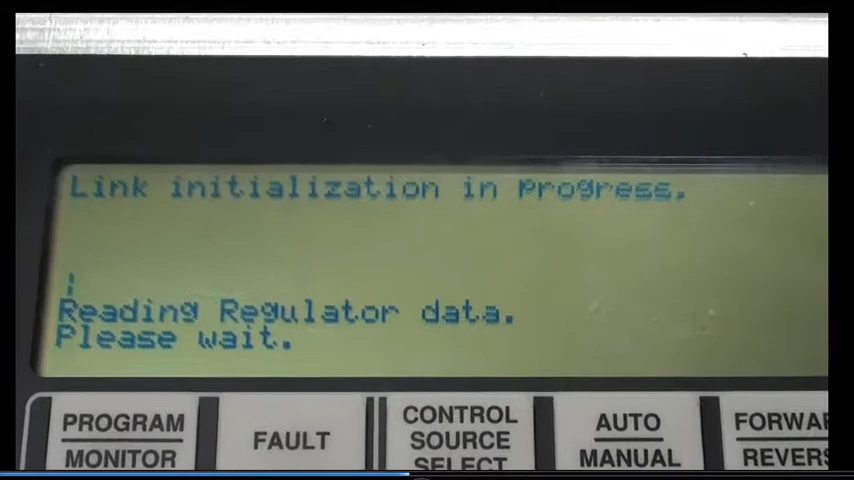 Link initialization in Progress.
Reading Regulator data.
Please wait.
PROGRAM
MONITOR
FAULT
CONTROL
SOURCE
SELECT
AUTO
MANUAL